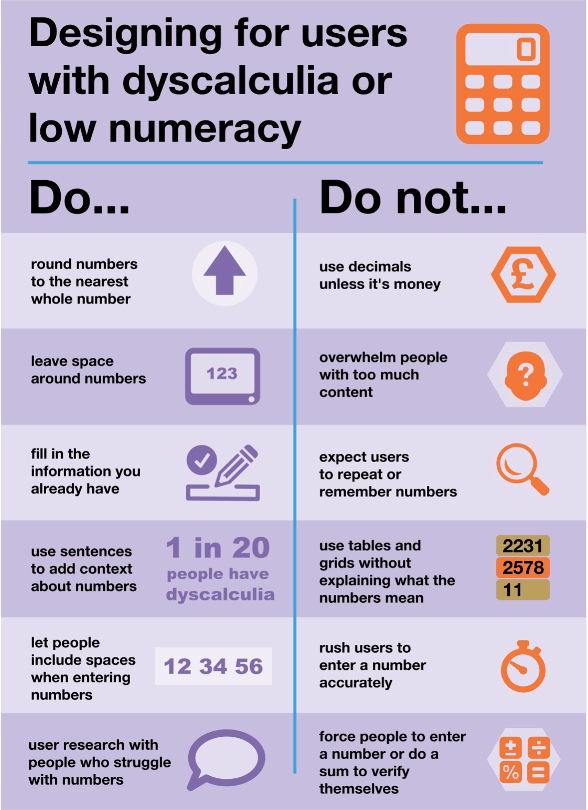 Designing for users
with dyscalculia or
low numeracy
0
Do...
round numbers
to the nearest
whole number
leave space
around numbers
123
fill in the
information you
already have
use sentences
to add context
about numbers
1 in 20
people have
dyscalculia
let people
include spaces
when entering
numbers
12 34 56
user research with
people who struggle
with numbers
Do not...
use decimals
unless it's money
£
overwhelm people
with too much
content
?
expect users
to repeat or
remember numbers
use tables and
grids without
explaining what the
numbers mean
2231
2578
11
rush users to
enter a number
accurately
force people to enter
a number or do a
sum to verify
themselves
± ÷
% =